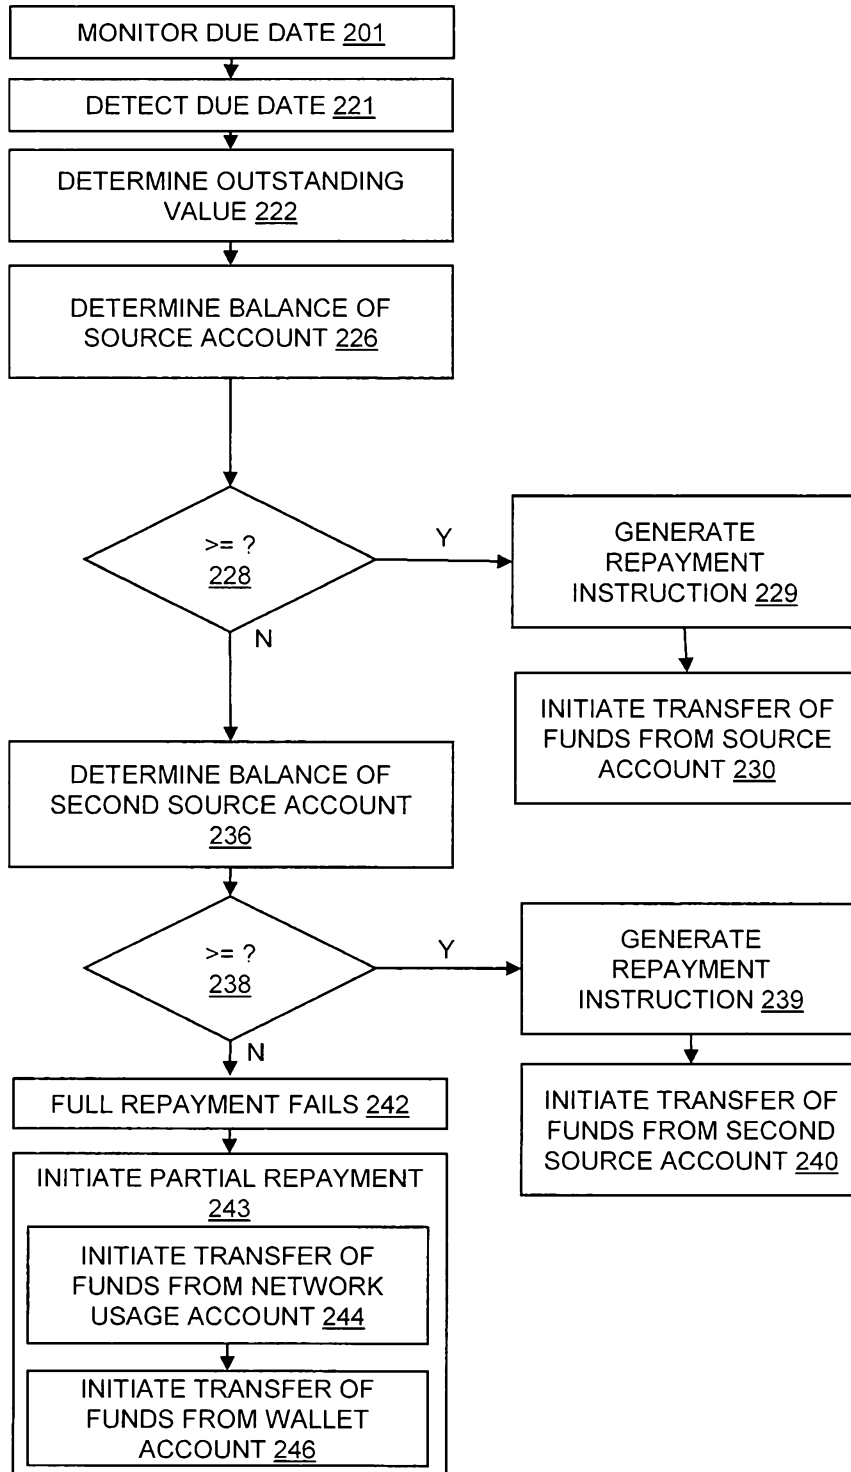 MONITOR DUE DATE 201
DETECT DUE DATE 221
DETERMINE OUTSTANDING
VALUE 222
DETERMINE BALANCE OF
SOURCE ACCOUNT 226
>= ?
228
Y
N
GENERATE
REPAYMENT
INSTRUCTION 229
INITIATE TRANSFER OF
FUNDS FROM SOURCE
ACCOUNT 230
DETERMINE BALANCE OF
SECOND SOURCE ACCOUNT
236
>= ?
238
Y
N
GENERATE
REPAYMENT
INSTRUCTION 239
INITIATE TRANSFER OF
FUNDS FROM SECOND
SOURCE ACCOUNT 240
FULL REPAYMENT FAILS 242
INITIATE PARTIAL REPAYMENT
243
INITIATE TRANSFER OF
FUNDS FROM NETWORK
USAGE ACCOUNT 244
INITIATE TRANSFER OF
FUNDS FROM WALLET
ACCOUNT 246